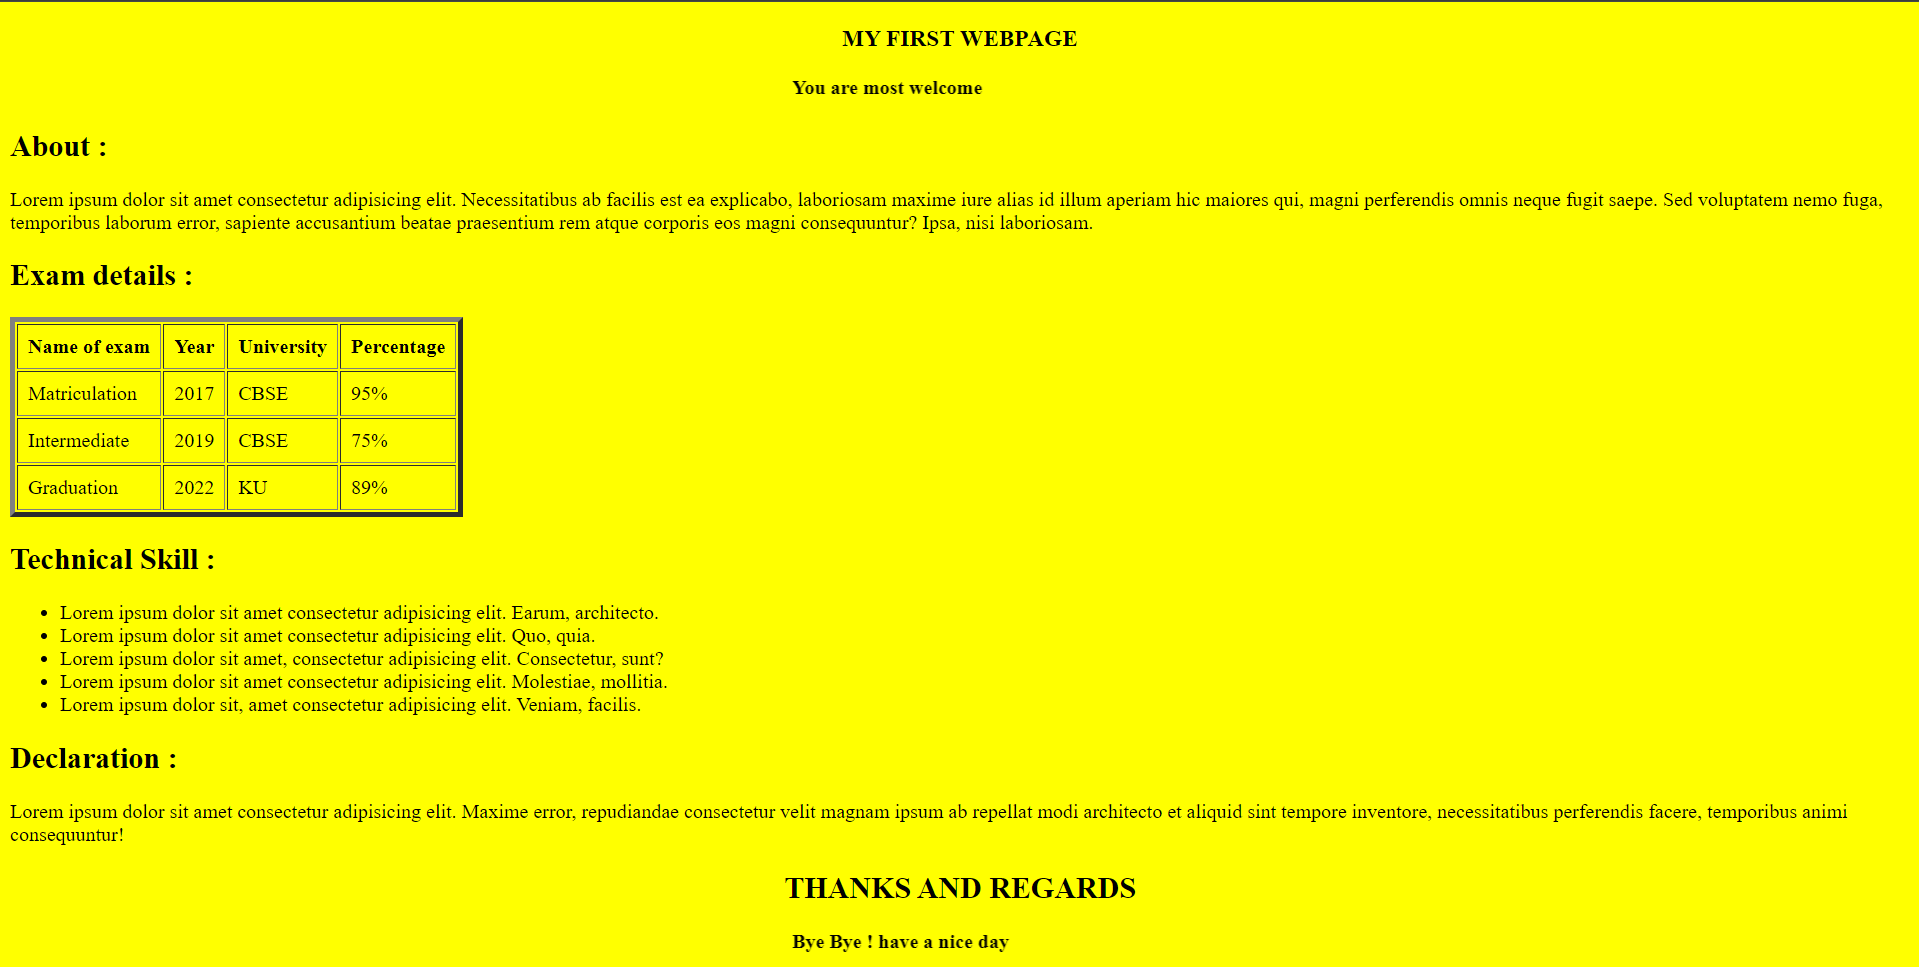 MY FIRST WEBPAGE
You are most welcome
About :
Lorem ipsum dolor sit amet consectetur adipisicing elit. Necessitatibus ab facilis est ea explicabo, laboriosam maxime iure alias id illum aperiam hic maiores qui, magni perferendis omnis neque fugit saepe. Sed voluptatem nemo fuga,
temporibus laborum error, sapiente accusantium beatae praesentium rem atque corporis eos magni consequuntur? Ipsa, nisi laboriosam.
Exam details :
Name of exam Year University Percentage
Matriculation 2017 CBSE 95%
Intermediate 2019 CBSE 75%
Graduation 2022 KU 89%
Technical Skill :
• Lorem ipsum dolor sit amet consectetur adipisicing elit. Earum, architecto.
• Lorem ipsum dolor sit amet consectetur adipisicing elit. Quo, quia.
• Lorem ipsum dolor sit amet, consectetur adipisicing elit. Consectetur, sunt?
• Lorem ipsum dolor sit amet consectetur adipisicing elit. Molestiae, mollitia.
• Lorem ipsum dolor sit, amet consectetur adipisicing elit. Veniam, facilis.
Declaration :
Lorem ipsum dolor sit amet consectetur adipisicing elit. Maxime error, repudiandae consectetur velit magnam ipsum ab repellat modi architecto et aliquid sint tempore inventore, necessitatibus perferendis facere, temporibus animi
consequuntur!
THANKS AND REGARDS
Bye Bye ! have a nice day